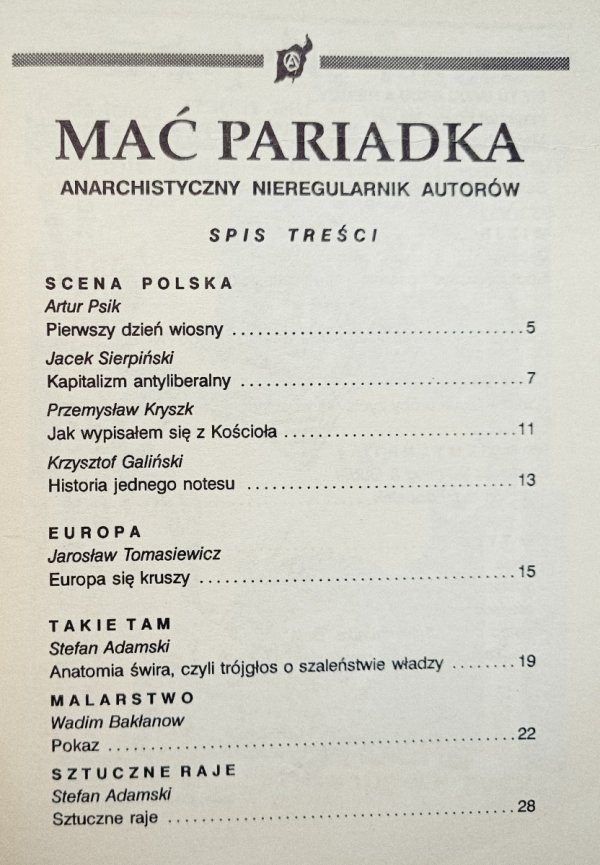 MAĆ PARIADKA
ANARCHISTYCZNY NIEREGULARNIK AUTORÓW
SPIS TREŚCI
SCENA POLSKA
Artur Psik
Pierwszy dzień wiosny ................................ 5
Jacek Sierpiński
Kapitalizm antyliberalny ................................ 7
Przemysław Kryszk
Jak wypisałem się z Kościoła ......................... 11
Krzysztof Galiński
Historia jednego notesu .............................. 13
EUROPA
Jarosław Tomasiewicz
Europa się kruszy .................................... 15
TAKIE TAM
Stefan Adamski
Anatomia świra, czyli trójgłos o szaleństwie władzy ........ 19
MALARSTWO
Wadim Bakłanow
Pokaz ................................................ 22
SZTUCZNE RAJE
Stefan Adamski
Sztuczne raje ........................................ 28